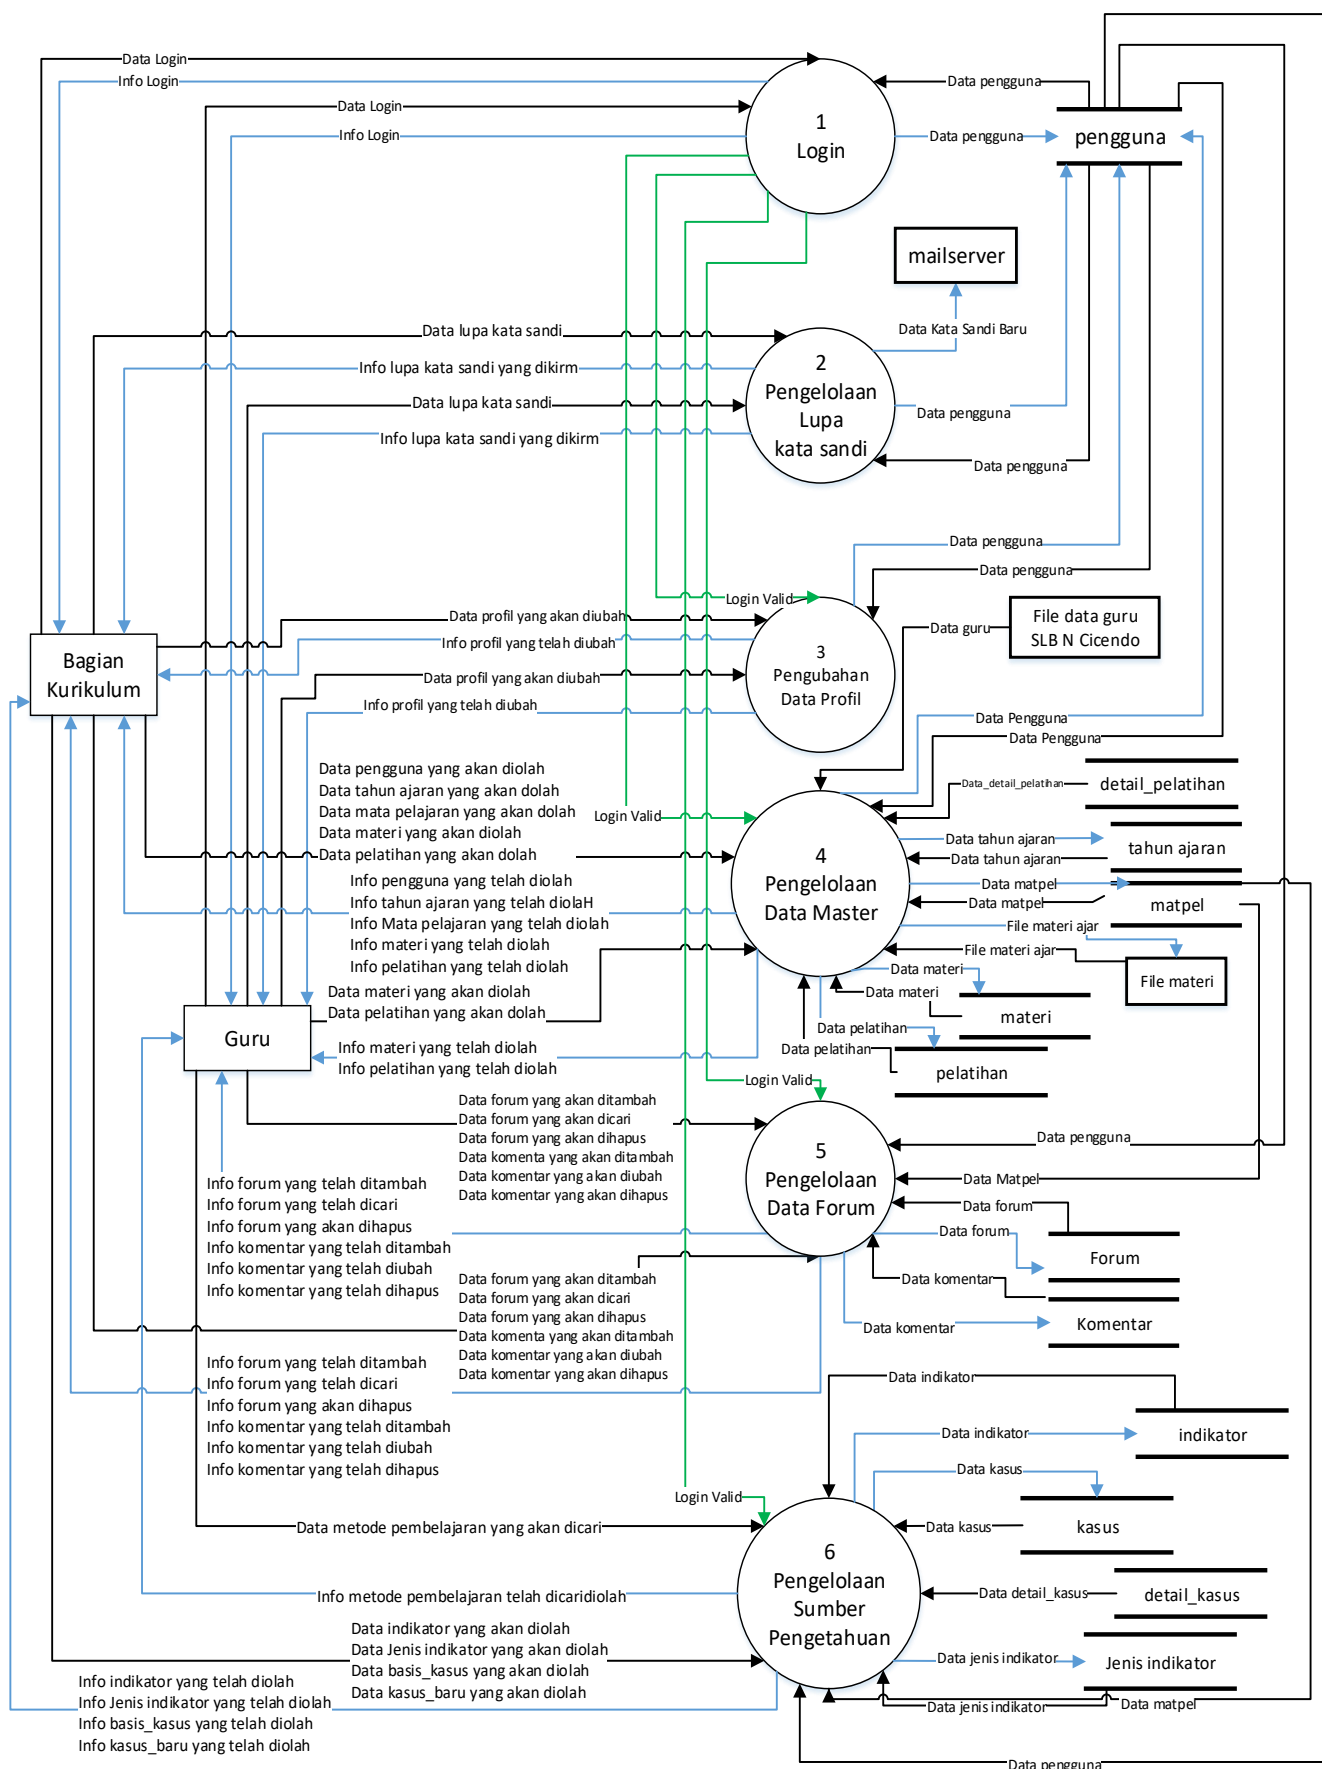 Data Login
Info Login
Data Login
Info Login
1
Login
Data pengguna
Data pengguna
pengguna
mailserver
Data Kata Sandi Baru
Data lupa kata sandi
Info lupa kata sandi yang dikirm
Data lupa kata sandi
Info lupa kata sandi yang dikirm
2
Pengelolaan
Lupa
kata sandi
Data pengguna
Data pengguna
Data pengguna
Data pengguna
Login Valid
Data profil yang akan diubah
Info profil yang telah diubah
Data profil yang akan diubah
Info profil yang telah diubah
3
Pengubahan
Data Profil
Data guru
File data guru
SLB N Cicendo
Bagian
Kurikulum
Data Pengguna
Data Pengguna
Data pengguna yang akan diolah
Data tahun ajaran yang akan dolah
Data mata pelajaran yang akan dolah
Data materi yang akan diolah
Data pelatihan yang akan dolah
Login Valid
Data_detail_pelatihan
detail_pelatihan
Data tahun ajaran
Data tahun ajaran
tahun ajaran
4
Pengelolaan
Data Master
Data matpel
Data matpel
matpel
Info pengguna yang telah diolah
Info tahun ajaran yang telah diolaH
Info Mata pelajaran yang telah diolah
Info materi yang telah diolah
Info pelatihan yang telah diolah
File materi ajar
File materi ajar
File materi
Data materi
Data materi
materi
Data pelatihan
Data pelatihan
pelatihan
Data materi yang akan diolah
Data pelatihan yang akan dolah
Guru
Info materi yang telah diolah
Info pelatihan yang telah diolah
Login Valid
Data forum yang akan ditambah
Data forum yang akan dicari
Data forum yang akan dihapus
Data komenta yang akan ditambah
Data komentar yang akan diubah
Data komentar yang akan dihapus
5
Pengelolaan
Data Forum
Data pengguna
Data Matpel
Data forum
Data forum
Forum
Data komentar
Data komentar
Komentar
Info forum yang telah ditambah
Info forum yang telah dicari
Info forum yang akan dihapus
Info komentar yang telah ditambah
Info komentar yang telah diubah
Info komentar yang telah dihapus
Data forum yang akan ditambah
Data forum yang akan dicari
Data forum yang akan dihapus
Data komenta yang akan ditambah
Data komentar yang akan diubah
Data komentar yang akan dihapus
Info forum yang telah ditambah
Info forum yang telah dicari
Info forum yang akan dihapus
Info komentar yang telah ditambah
Info komentar yang telah diubah
Info komentar yang telah dihapus
Data indikator
Data indikator
indikator
Data kasus
Data kasus
kasus
Login Valid
Data metode pembelajaran yang akan dicari
6
Pengelolaan
Sumber
Pengetahuan
Info metode pembelajaran telah dicaridiolah
Data detail_kasus
detail_kasus
Data indikator yang akan diolah
Data Jenis indikator yang akan diolah
Data basis_kasus yang akan diolah
Data kasus_baru yang akan diolah
Data jenis indikator
Jenis indikator
Data jenis indikator
Data matpel
Info indikator yang telah diolah
Info Jenis indikator yang telah diolah
Info basis_kasus yang telah diolah
Info kasus_baru yang telah diolah
Data pengguna